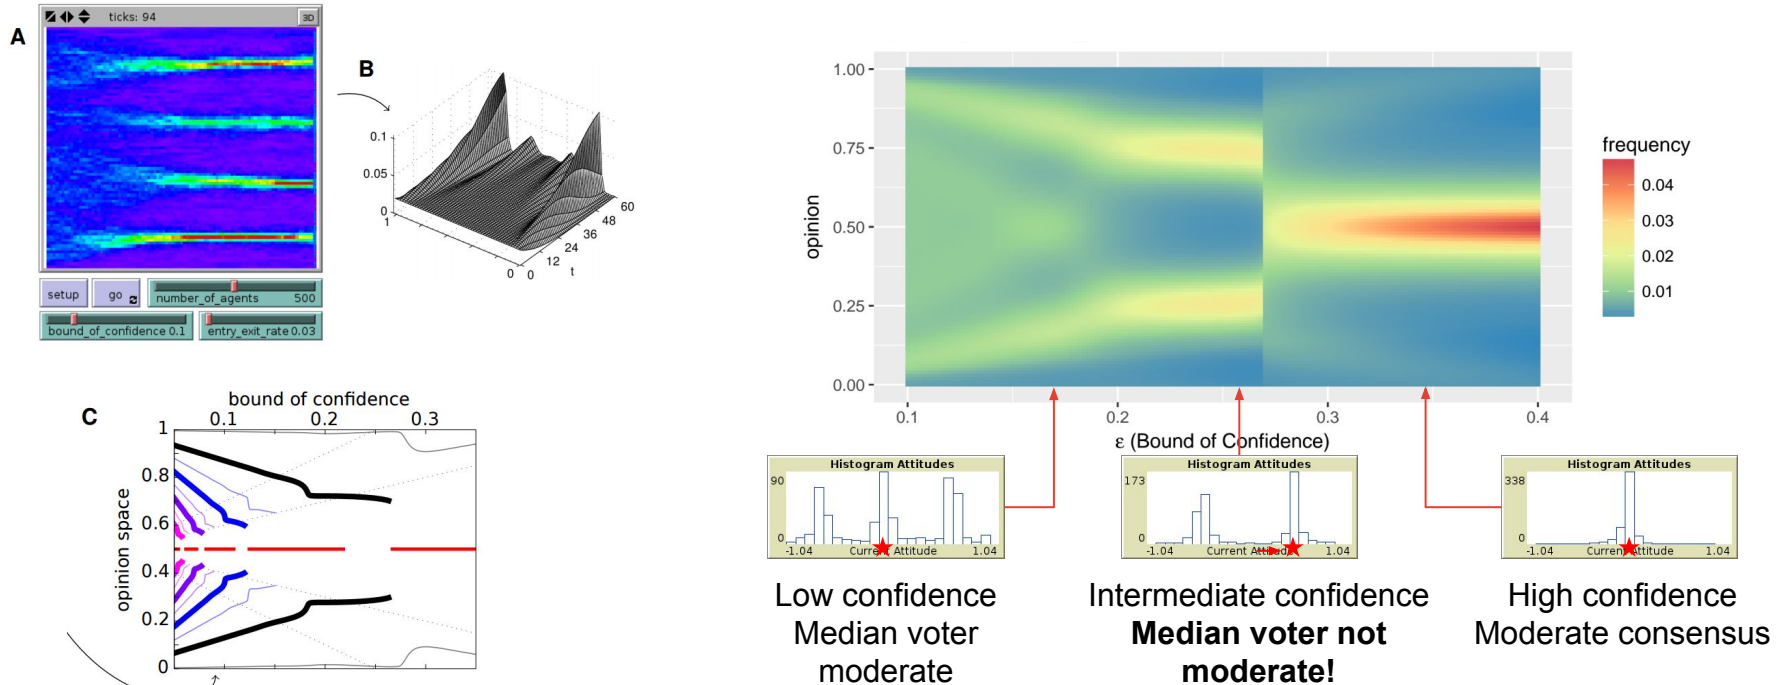 A
ticks: 94
3D
setup
go
number_of_agents 500
bound_of_confidence 0.1
entry_exit_rate 0.03
B
0.1
0.05
0
1
0
0
12
24
36
48
60
t
C
bound of confidence
0.1 0.2 0.3
opinion space
1
0.8
0.6
0.4
0.2
0
opinion
1.00
0.75
0.50
0.25
0.00
0.1 0.2 0.3 0.4
ε (Bound of Confidence)
frequency
0.04
0.03
0.02
0.01
Histogram Attitudes
90
0
-1.04 Current Attitude 1.04
Low confidence
Median voter
moderate
Histogram Attitudes
173
0
-1.04 Current Attitude 1.04
Intermediate confidence
Median voter not
moderate!
Histogram Attitudes
338
0
-1.04 Current Attitude 1.04
High confidence
Moderate consensus